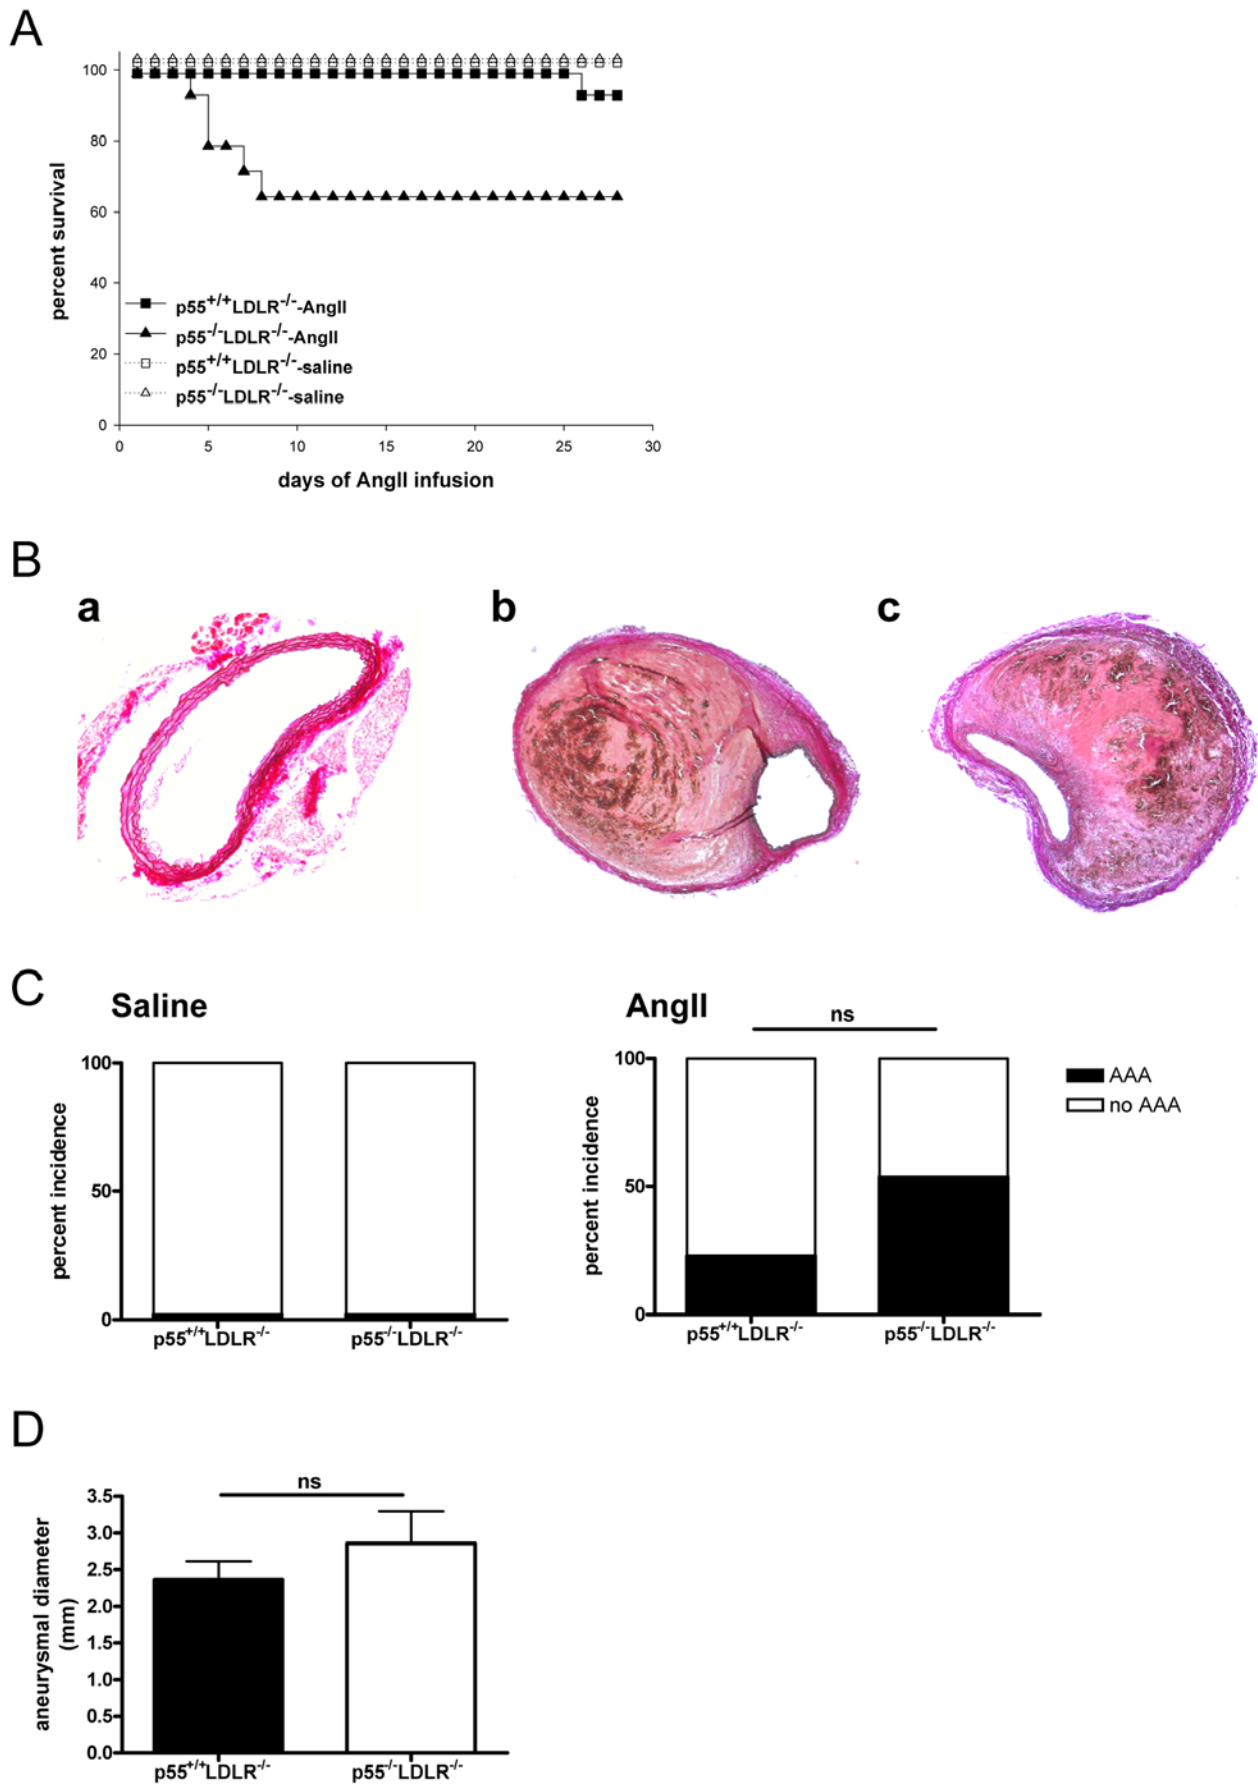 A
100
80
60
40
20
0
percent survival
p55+/+LDLR-/--AngII
p55-/-LDLR-/--AngII
p55+/+LDLR-/--saline
p55-/-LDLR-/--saline
0 5 10 15 20 25 30
days of AngII infusion
B
a b c
C
Saline
100
50
0
percent incidence
p55+/+LDLR-/- p55-/-LDLR-/-
AngII
ns
100
50
0
percent incidence
p55+/+LDLR-/- p55-/-LDLR-/-
AAA
no AAA
D
ns
3.5
3.0
2.5
2.0
1.5
1.0
0.5
0.0
aneurysmal diameter
(mm)
p55+/+LDLR-/- p55-/-LDLR-/-